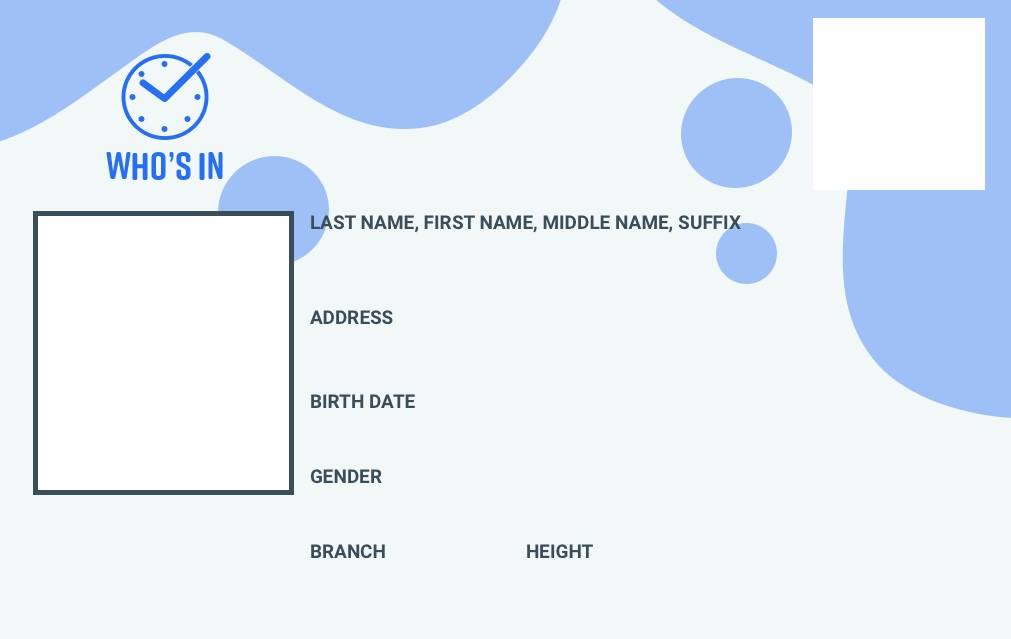 WHO'S IN
LAST NAME, FIRST NAME, MIDDLE NAME, SUFFIX
ADDRESS
BIRTH DATE
GENDER
BRANCH HEIGHT